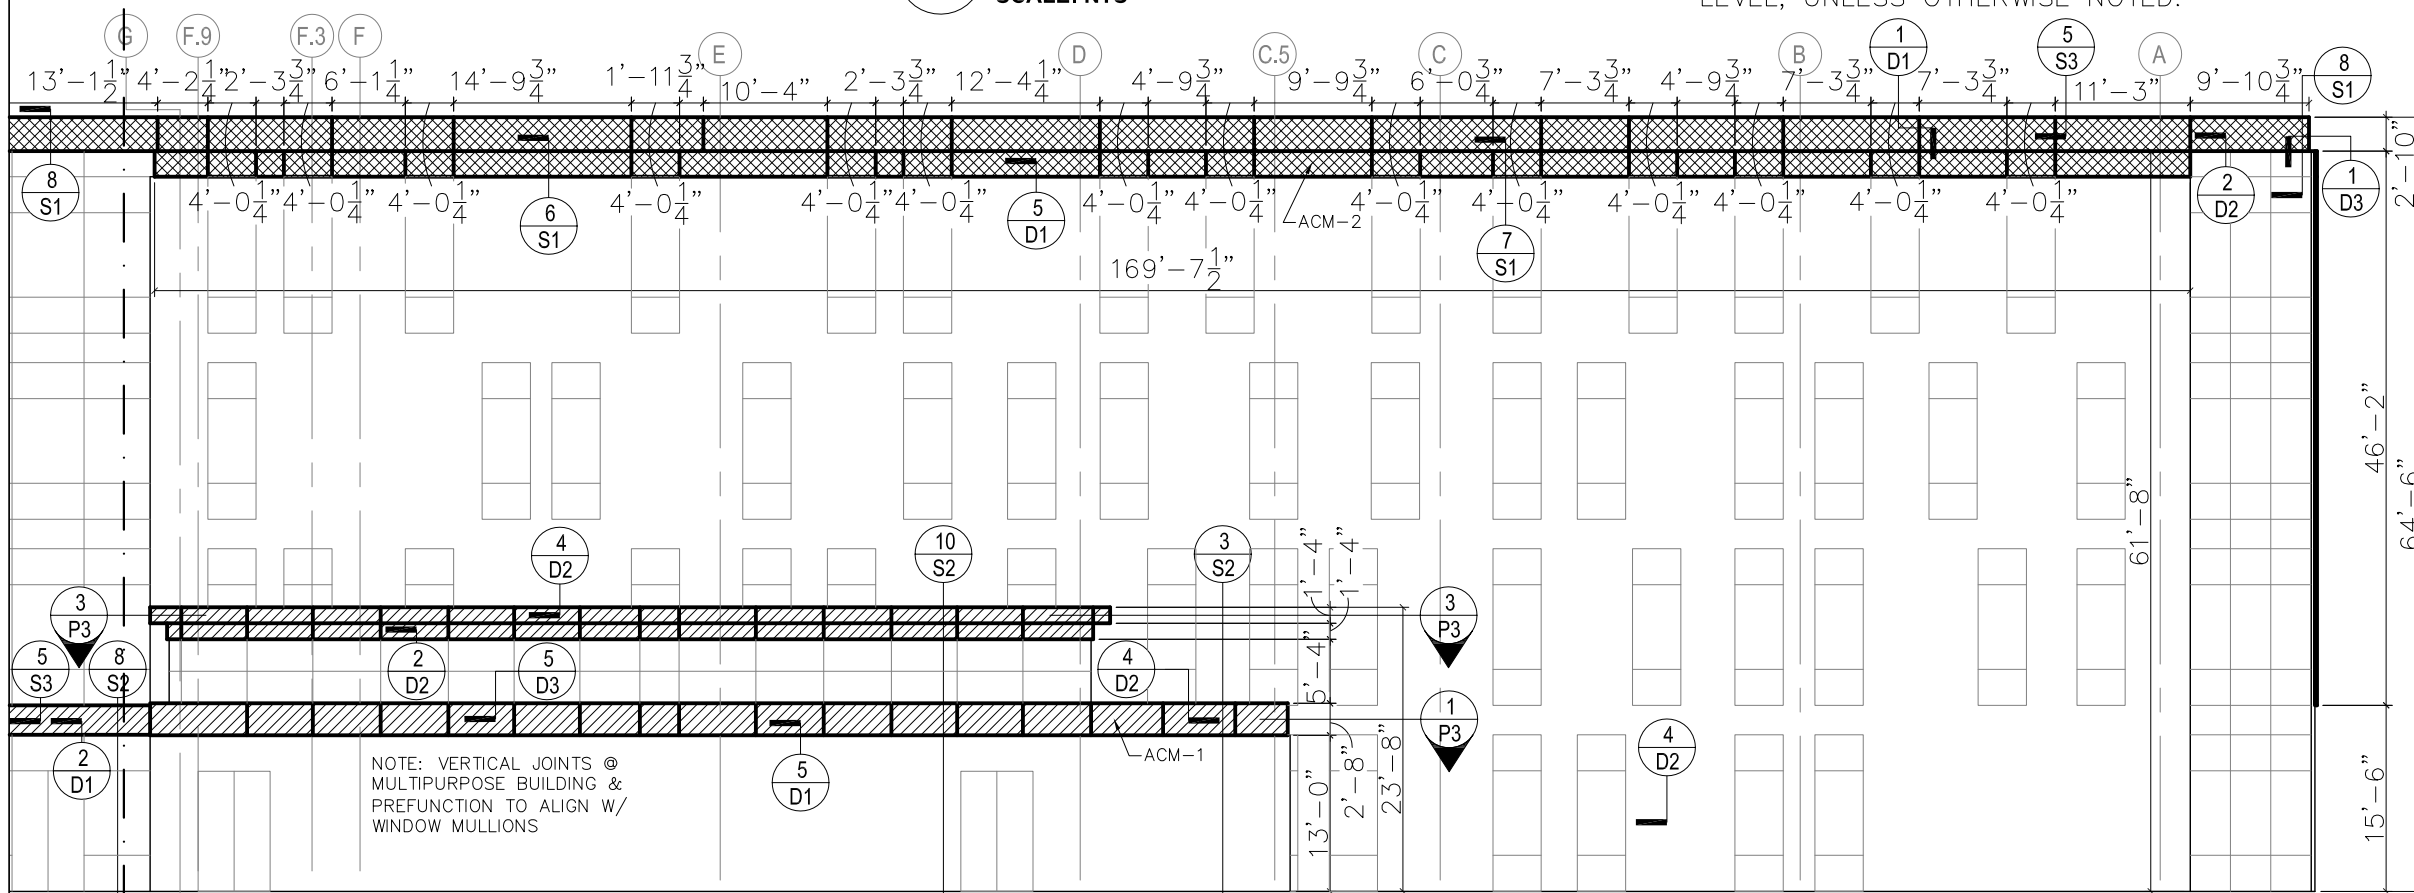 G F.9 F.3 F E D C.5 C B A
1
D1
5
S3
8
S1
13'-1 1/2" 4'-2 1/4" 2'-3 3/4" 6'-1 1/4" 14'-9 3/4" 1'-11 3/4" 10'-4" 2'-3 3/4" 12'-4 1/4" 4'-9 3/4" 9'-9 3/4" 6'-0 3/4" 7'-3 3/4" 4'-9 3/4" 7'-3 3/4" 7'-3 3/4" 11'-3" 9'-10 3/4"
2'-10"
8
S1
4'-0 1/4" 4'-0 1/4" 4'-0 1/4" 4'-0 1/4" 4'-0 1/4" 4'-0 1/4" 4'-0 1/4" 4'-0 1/4" 4'-0 1/4" 4'-0 1/4" 4'-0 1/4" 4'-0 1/4" 4'-0 1/4" 4'-0 1/4"
6
S1
5
D1
ACM-2
7
S1
2
D2
1
D3
169'-7 1/2"
46'-2"
61'-8"
64'-6"
4
D2
10
S2
3
S2
1'-4"
1'-4"
3
P3
3
P3
5
S3
8
S2
2
D2
5
D3
4
D2
5'-4"
1
P3
4
D2
2
D1
5
D1
ACM-1
NOTE: VERTICAL JOINTS @
MULTIPURPOSE BUILDING &
PREFUNCTION TO ALIGN W/
WINDOW MULLIONS
13'-0"
2'-8"
23'-8"
15'-6"